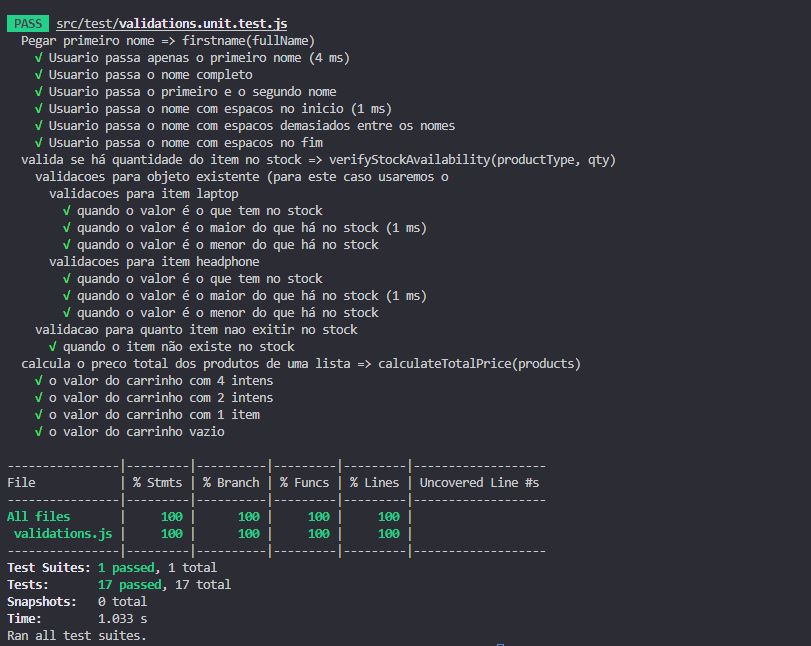 PASS src/test/validations.unit.test.js
Pegar primeiro nome => firstname(fullName)
√ Usuario passa apenas o primeiro nome (4 ms)
√ Usuario passa o nome completo
√ Usuario passa o primeiro e o segundo nome
√ Usuario passa o nome com espacos no inicio (1 ms)
√ Usuario passa o nome com espacos demasiados entre os nomes
√ Usuario passa o nome com espacos no fim
valida se há quantidade do item no stock => verifyStockAvailability(productType, qty)
validacoes para objeto existente (para este caso usaremos o
validacoes para item laptop
√ quando o valor é o que tem no stock
√ quando o valor é o maior do que há no stock (1 ms)
√ quando o valor é o menor do que há no stock
validacoes para item headphone
√ quando o valor é o que tem no stock
√ quando o valor é o maior do que há no stock (1 ms)
√ quando o valor é o menor do que há no stock
validacao para quanto item nao exitir no stock
√ quando o item não existe no stock
calcula o preco total dos produtos de uma lista => calculateTotalPrice(products)
√ o valor do carrinho com 4 intens
√ o valor do carrinho com 2 intens
√ o valor do carrinho com 1 item
√ o valor do carrinho vazio
----------------|---------|----------|---------|---------|-------------------
File            | % Stmts | % Branch | % Funcs | % Lines | Uncovered Line #s
----------------|---------|----------|---------|---------|-------------------
All files       |     100 |      100 |     100 |     100 |
 validations.js |     100 |      100 |     100 |     100 |
----------------|---------|----------|---------|---------|-------------------
Test Suites: 1 passed, 1 total
Tests:       17 passed, 17 total
Snapshots:   0 total
Time:        1.033 s
Ran all test suites.